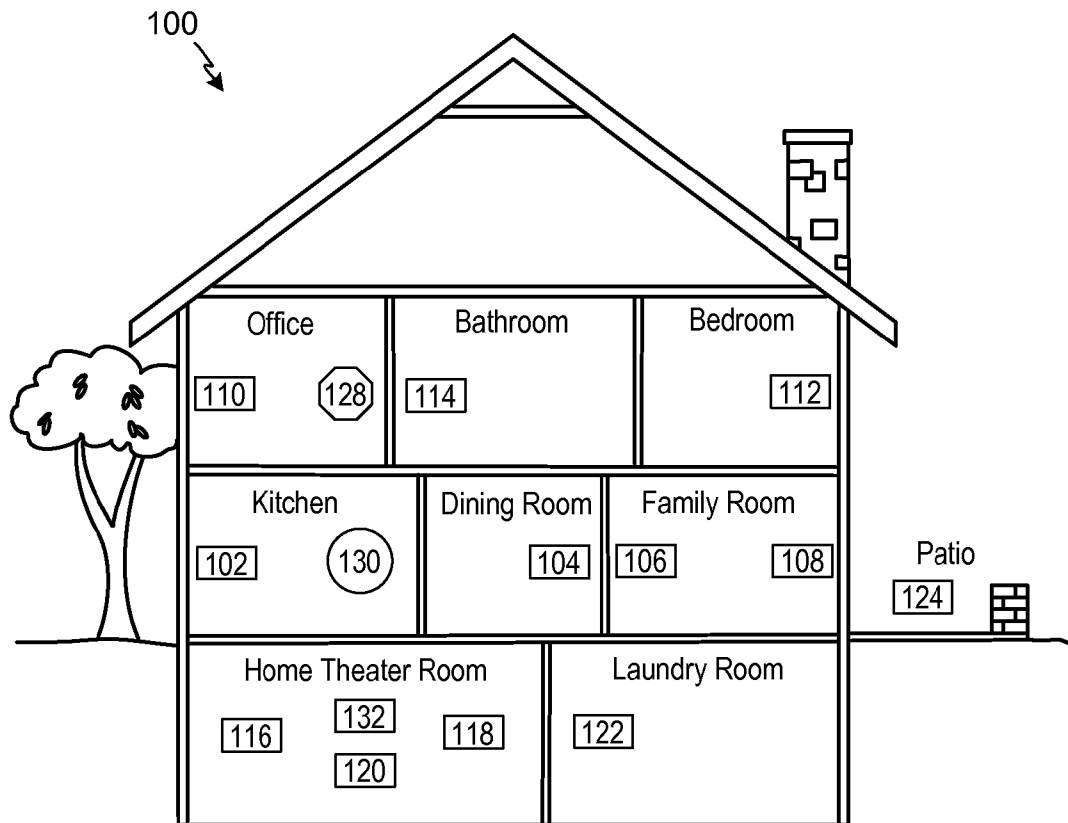 100
Office Bathroom Bedroom
110 128 114 112
Kitchen Dining Room Family Room
102 130 104 106 108
Patio
124
Home Theater Room Laundry Room
132
116 118 122
120